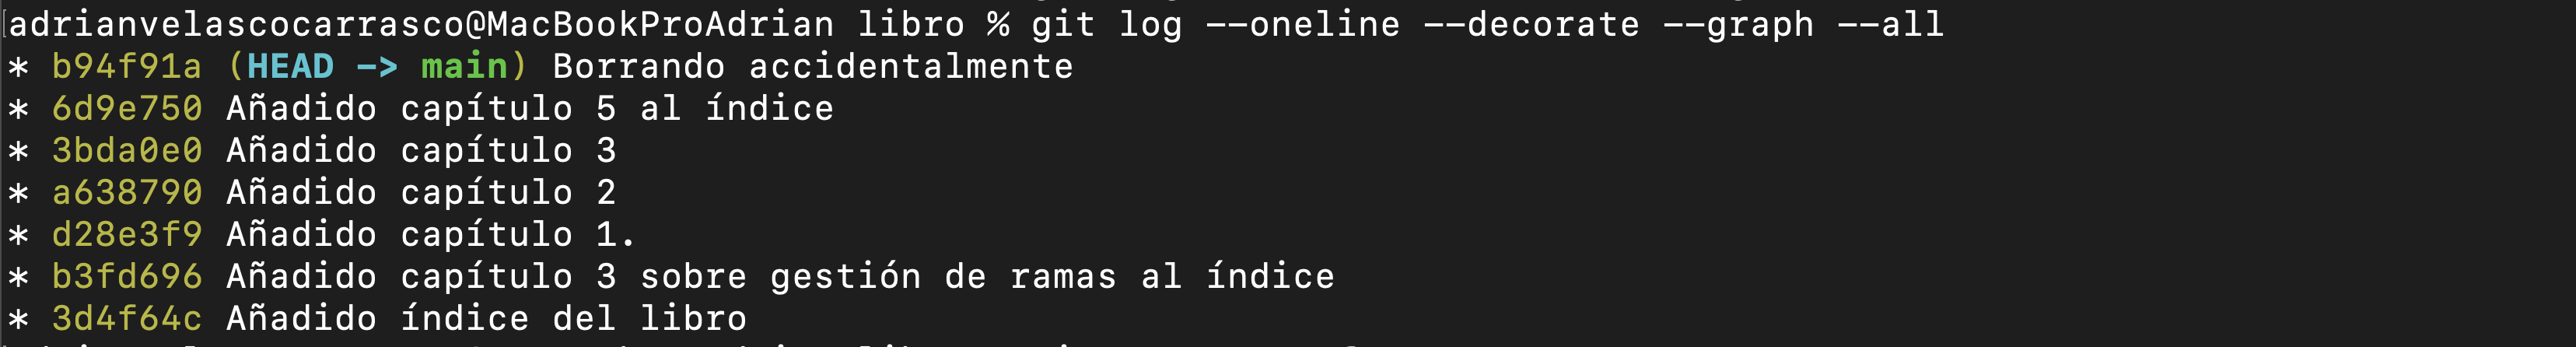 [adrianvelascocarrasco@MacBookProAdrian libro % git log --oneline --decorate --graph --all
* b94f91a (HEAD -> main) Borrando accidentalmente
* 6d9e750 Añadido capítulo 5 al índice
* 3bda0e0 Añadido capítulo 3
* a638790 Añadido capítulo 2
* d28e3f9 Añadido capítulo 1.
* b3fd696 Añadido capítulo 3 sobre gestión de ramas al índice
* 3d4f64c Añadido índice del libro